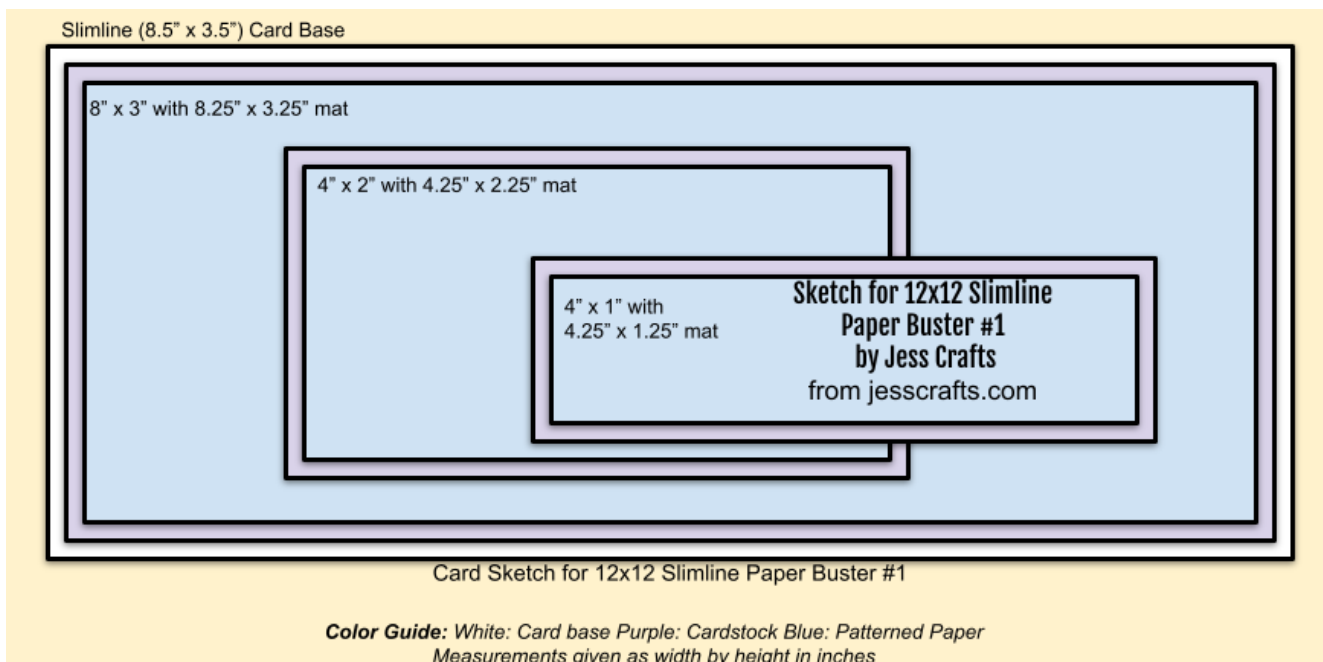 Slimline (8.5” x 3.5”) Card Base
8” x 3” with 8.25” x 3.25” mat
4” x 2” with 4.25” x 2.25” mat
4” x 1” with
4.25” x 1.25” mat
Sketch for 12x12 Slimline
Paper Buster #1
by Jess Crafts
from jesscrafts.com
Card Sketch for 12x12 Slimline Paper Buster #1
Color Guide: White: Card base Purple: Cardstock Blue: Patterned Paper
Measurements given as width by height in inches